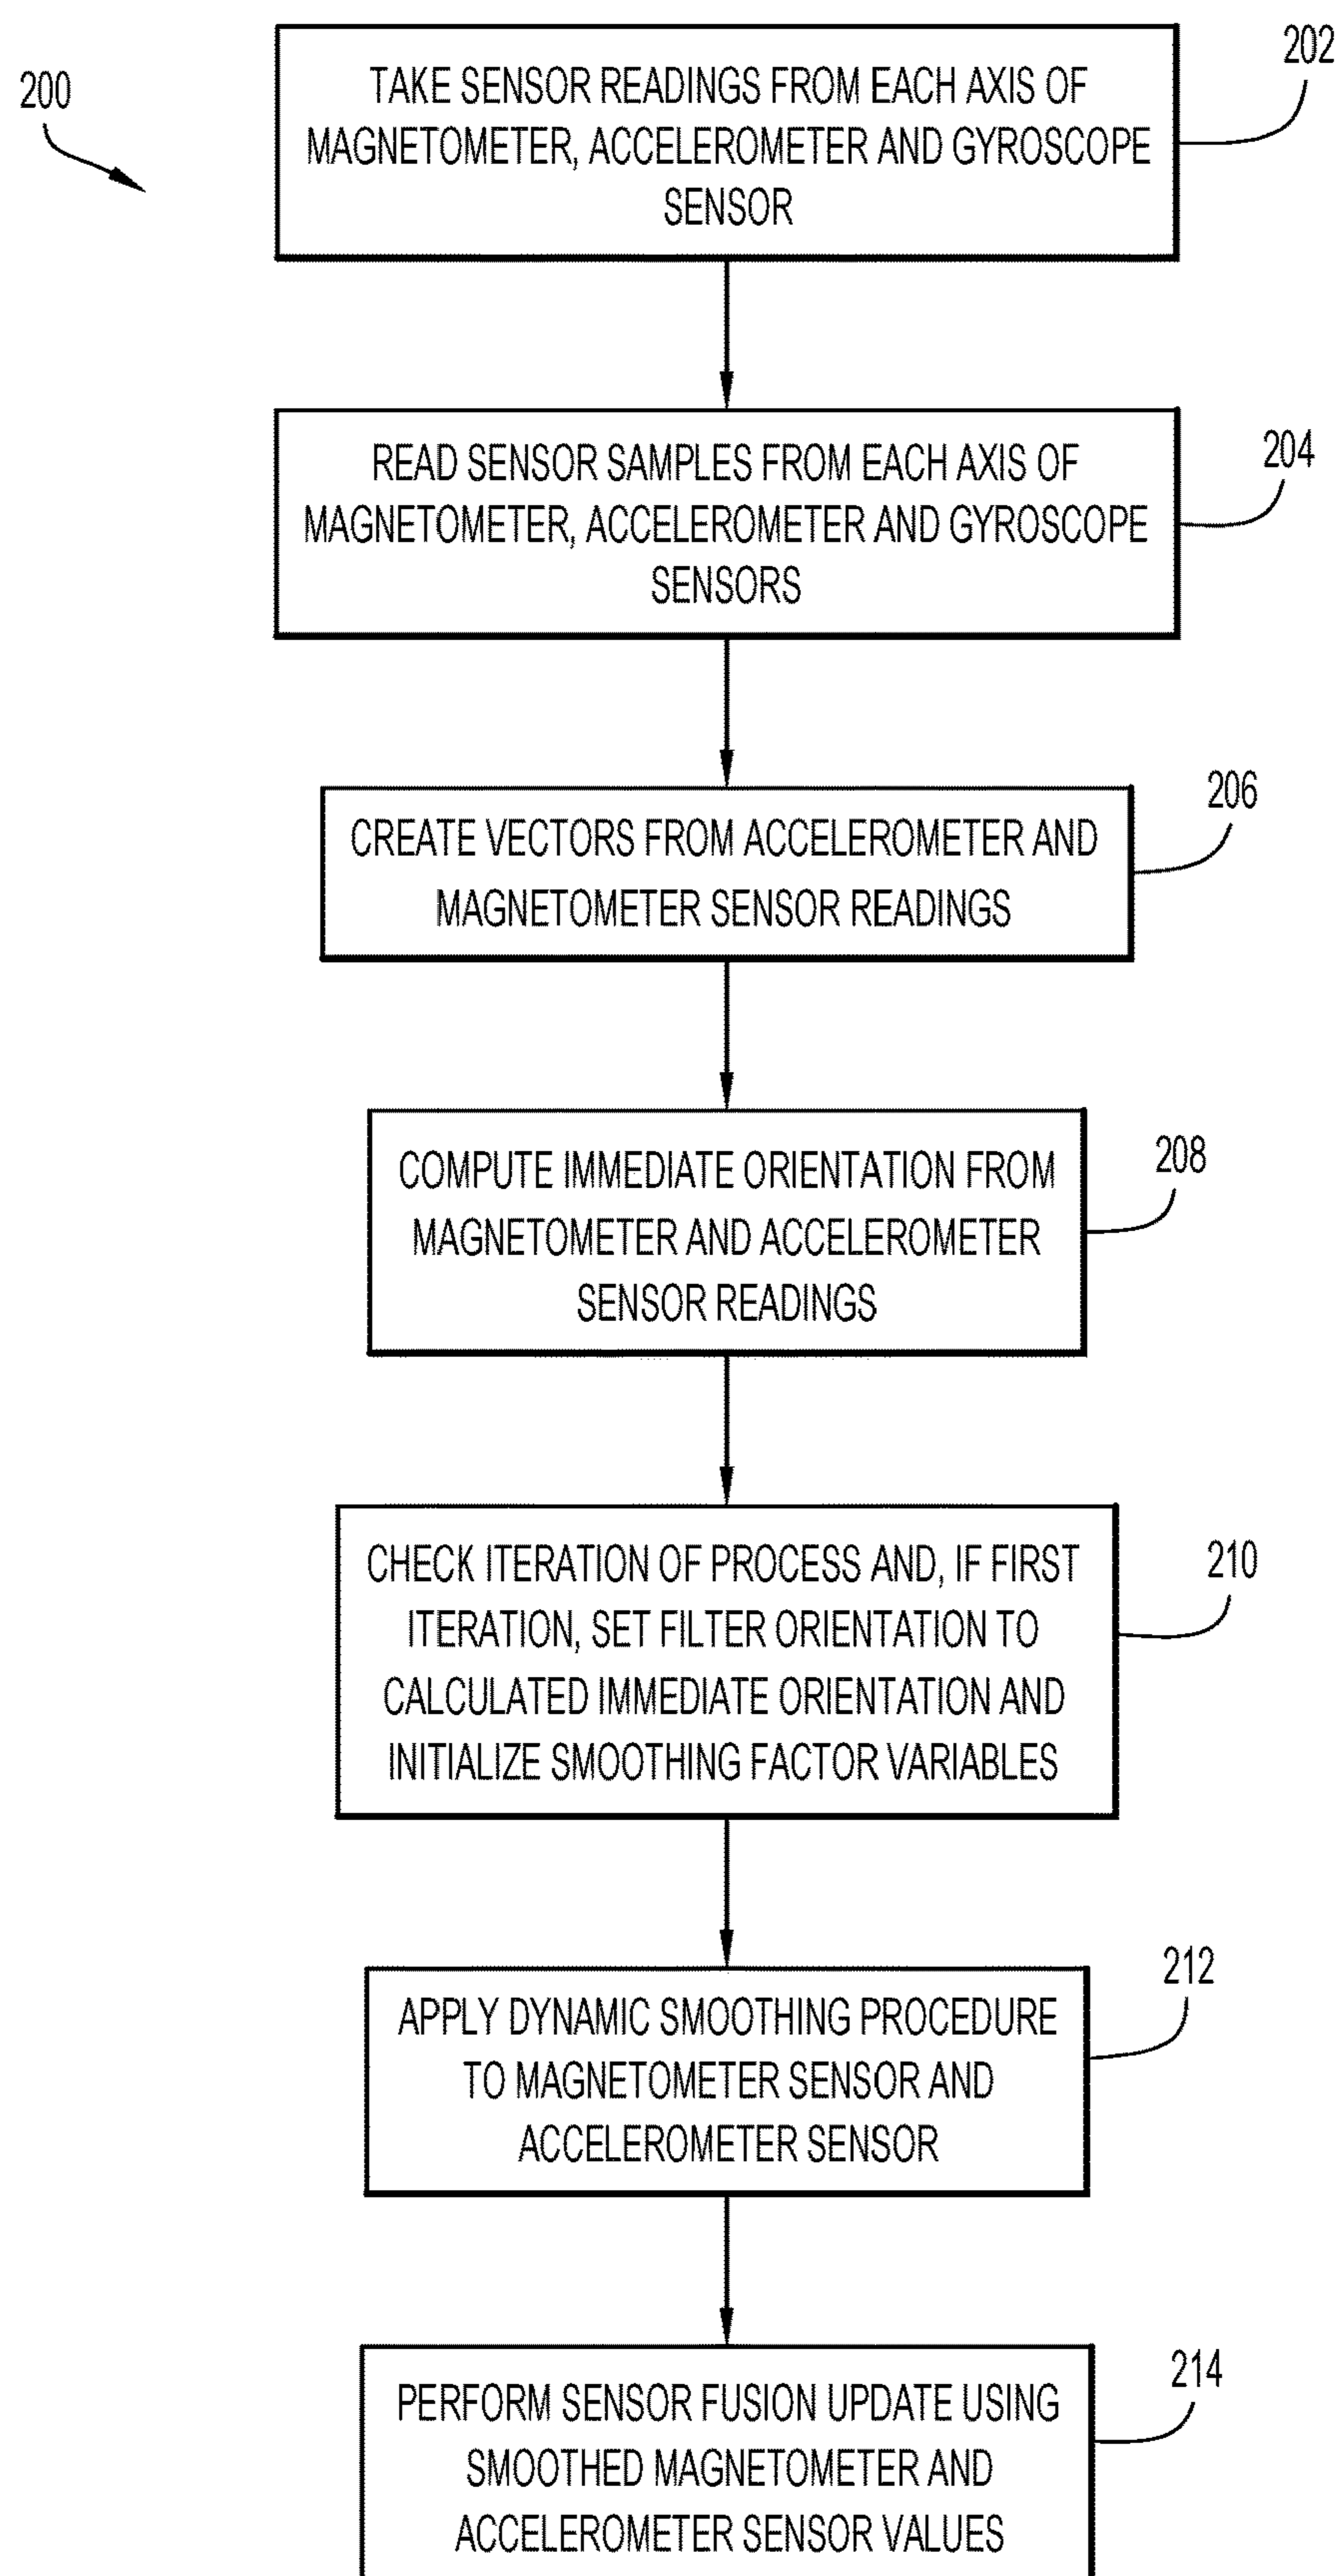 200
202
TAKE SENSOR READINGS FROM EACH AXIS OF
MAGNETOMETER, ACCELEROMETER AND GYROSCOPE
SENSOR
204
READ SENSOR SAMPLES FROM EACH AXIS OF
MAGNETOMETER, ACCELEROMETER AND GYROSCOPE
SENSORS
206
CREATE VECTORS FROM ACCELEROMETER AND
MAGNETOMETER SENSOR READINGS
208
COMPUTE IMMEDIATE ORIENTATION FROM
MAGNETOMETER AND ACCELEROMETER
SENSOR READINGS
210
CHECK ITERATION OF PROCESS AND, IF FIRST
ITERATION, SET FILTER ORIENTATION TO
CALCULATED IMMEDIATE ORIENTATION AND
INITIALIZE SMOOTHING FACTOR VARIABLES
212
APPLY DYNAMIC SMOOTHING PROCEDURE
TO MAGNETOMETER SENSOR AND
ACCELEROMETER SENSOR
214
PERFORM SENSOR FUSION UPDATE USING
SMOOTHED MAGNETOMETER AND
ACCELEROMETER SENSOR VALUES